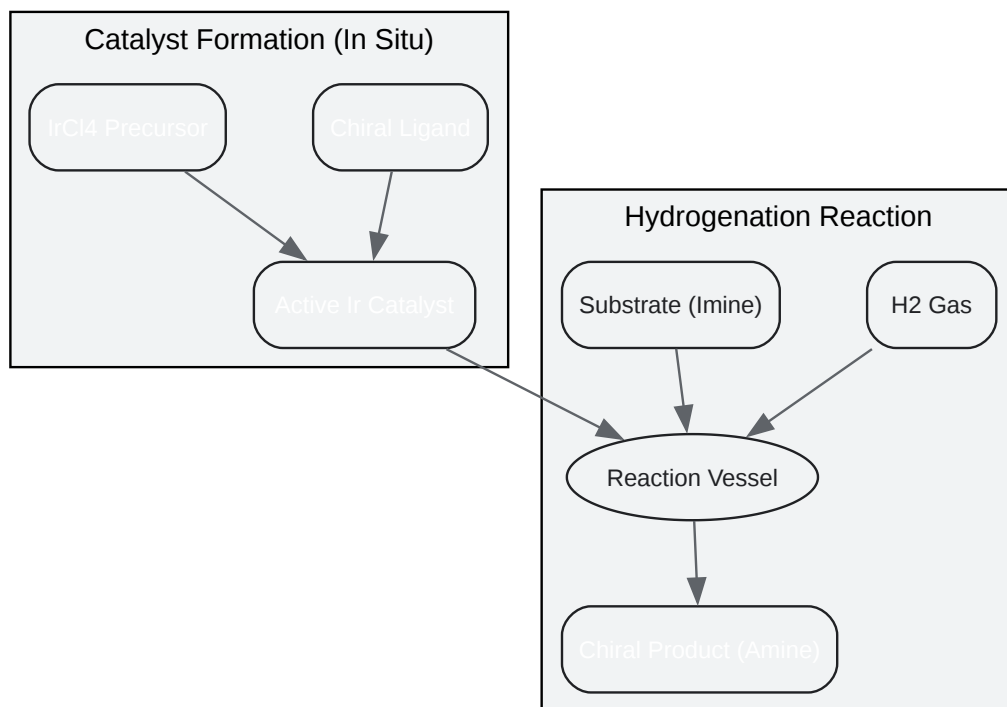 Catalyst Formation (In Situ)
IrCl4 Precursor
Chiral Ligand
Active Ir Catalyst
Hydrogenation Reaction
Substrate (Imine)
H2 Gas
Reaction Vessel
Chiral Product (Amine)